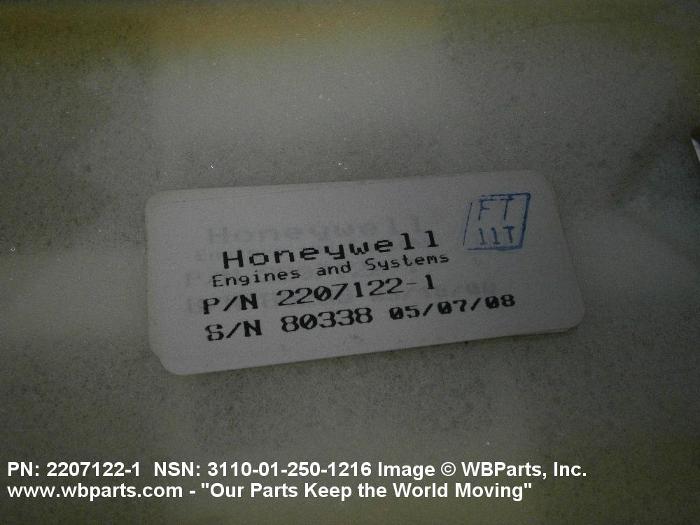 Honeywell
Engines and Systems
P/N 2207122-1
S/N 80338 05/07/08
FT
11T
PN: 2207122-1 NSN: 3110-01-250-1216 Image © WBParts, Inc.
www.wbparts.com - "Our Parts Keep the World Moving"